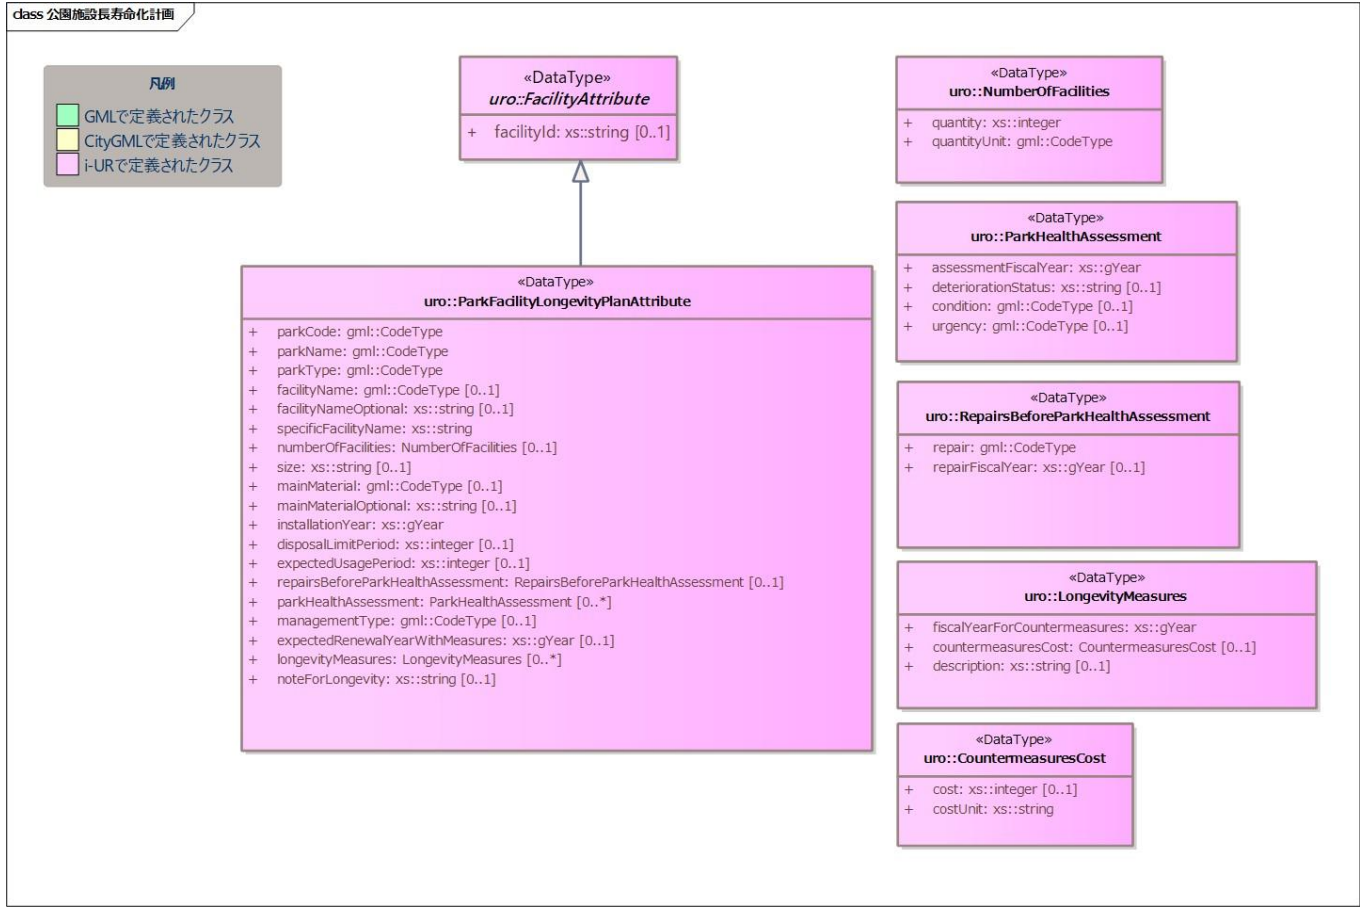 class 公園施設長寿命化計画
凡例
GMLで定義されたクラス
CityGMLで定義されたクラス
i-URで定義されたクラス
«DataType»
uro::FacilityAttribute
+ facilityId: xs::string [0..1]
«DataType»
uro::ParkFacilityLongevityPlanAttribute
+ parkCode: gml::CodeType
+ parkName: gml::CodeType
+ parkType: gml::CodeType
+ facilityName: gml::CodeType [0..1]
+ facilityNameOptional: xs::string [0..1]
+ specificFacilityName: xs::string
+ numberOfFacilities: NumberOfFacilities [0..1]
+ size: xs::string [0..1]
+ mainMaterial: gml::CodeType [0..1]
+ mainMaterialOptional: xs::string [0..1]
+ installationYear: xs::gYear
+ disposalLimitPeriod: xs::integer [0..1]
+ expectedUsagePeriod: xs::integer [0..1]
+ repairsBeforeParkHealthAssessment: RepairsBeforeParkHealthAssessment [0..1]
+ parkHealthAssessment: ParkHealthAssessment [0..*]
+ managementType: gml::CodeType [0..1]
+ expectedRenewalYearWithMeasures: xs::gYear [0..1]
+ longevityMeasures: LongevityMeasures [0..*]
+ noteForLongevity: xs::string [0..1]
«DataType»
uro::NumberOfFacilities
+ quantity: xs::integer
+ quantityUnit: gml::CodeType
«DataType»
uro::ParkHealthAssessment
+ assessmentFiscalYear: xs::gYear
+ deteriorationStatus: xs::string [0..1]
+ condition: gml::CodeType [0..1]
+ urgency: gml::CodeType [0..1]
«DataType»
uro::RepairsBeforeParkHealthAssessment
+ repair: gml::CodeType
+ repairFiscalYear: xs::gYear [0..1]
«DataType»
uro::LongevityMeasures
+ fiscalYearForCountermeasures: xs::gYear
+ countermeasuresCost: CountermeasuresCost [0..1]
+ description: xs::string [0..1]
«DataType»
uro::CountermeasuresCost
+ cost: xs::integer [0..1]
+ costUnit: xs::string